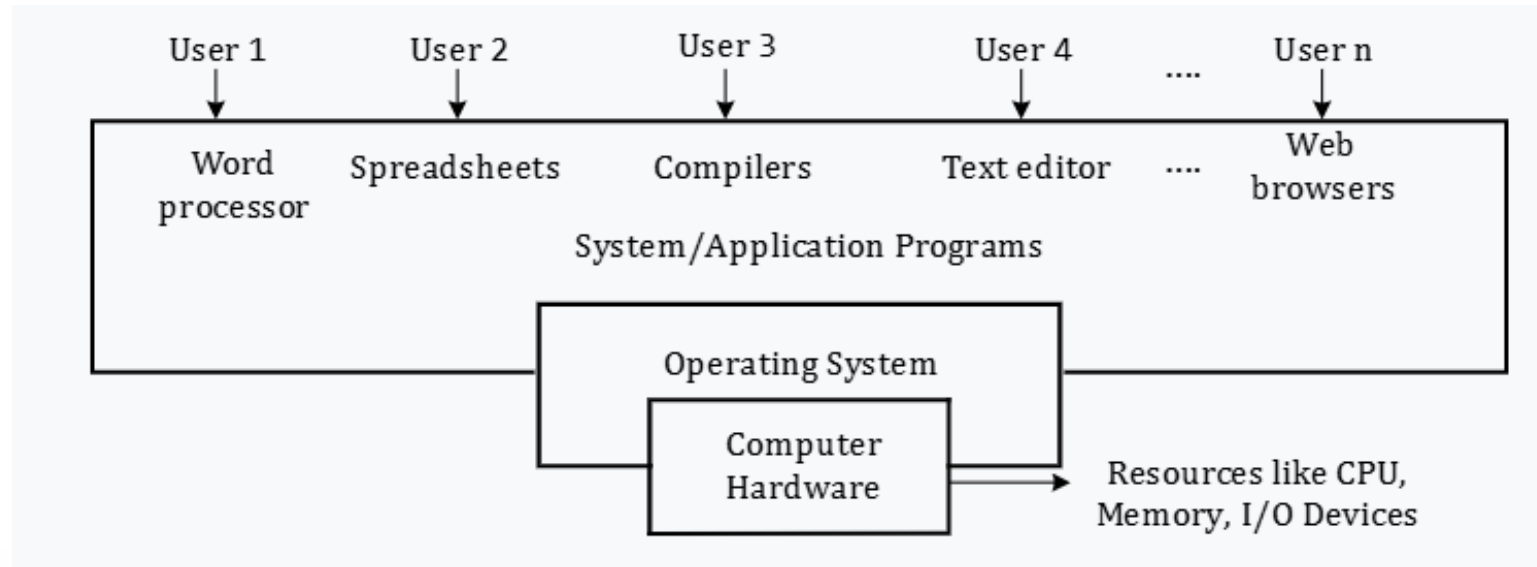 User 1 User 2 User 3 User 4 .... User n
Word processor Spreadsheets Compilers Text editor .... Web browsers
System/Application Programs
Operating System
Computer
Hardware
Resources like CPU,
Memory, I/O Devices